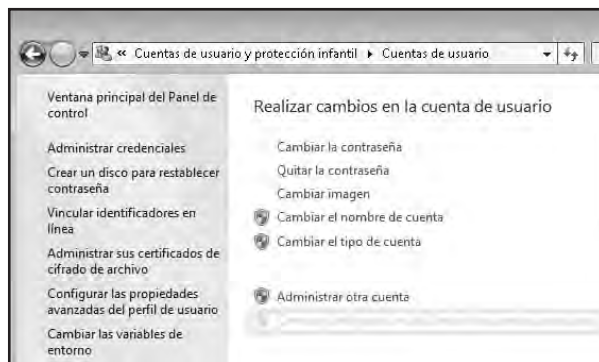 « Cuentas de usuario y protección infantil ▸ Cuentas de usuario
Ventana principal del Panel de
control
Administrar credenciales
Crear un disco para restablecer
contraseña
Vincular identificadores en
línea
Administrar sus certificados de
cifrado de archivo
Configurar las propiedades
avanzadas del perfil de usuario
Cambiar las variables de
entorno
Realizar cambios en la cuenta de usuario
Cambiar la contraseña
Quitar la contraseña
Cambiar imagen
Cambiar el nombre de cuenta
Cambiar el tipo de cuenta
Administrar otra cuenta